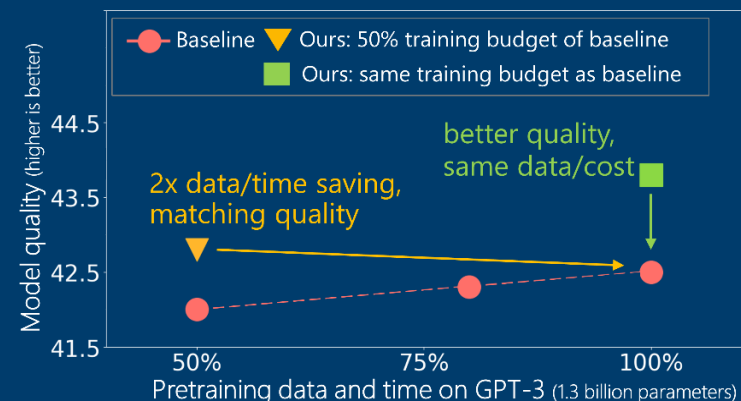 Baseline
Ours: 50% training budget of baseline
Ours: same training budget as baseline
Model quality (higher is better)
44.5
43.5
42.5
41.5
better quality,
same data/cost
2x data/time saving,
matching quality
50%
75%
100%
Pretraining data and time on GPT-3 (1.3 billion parameters)